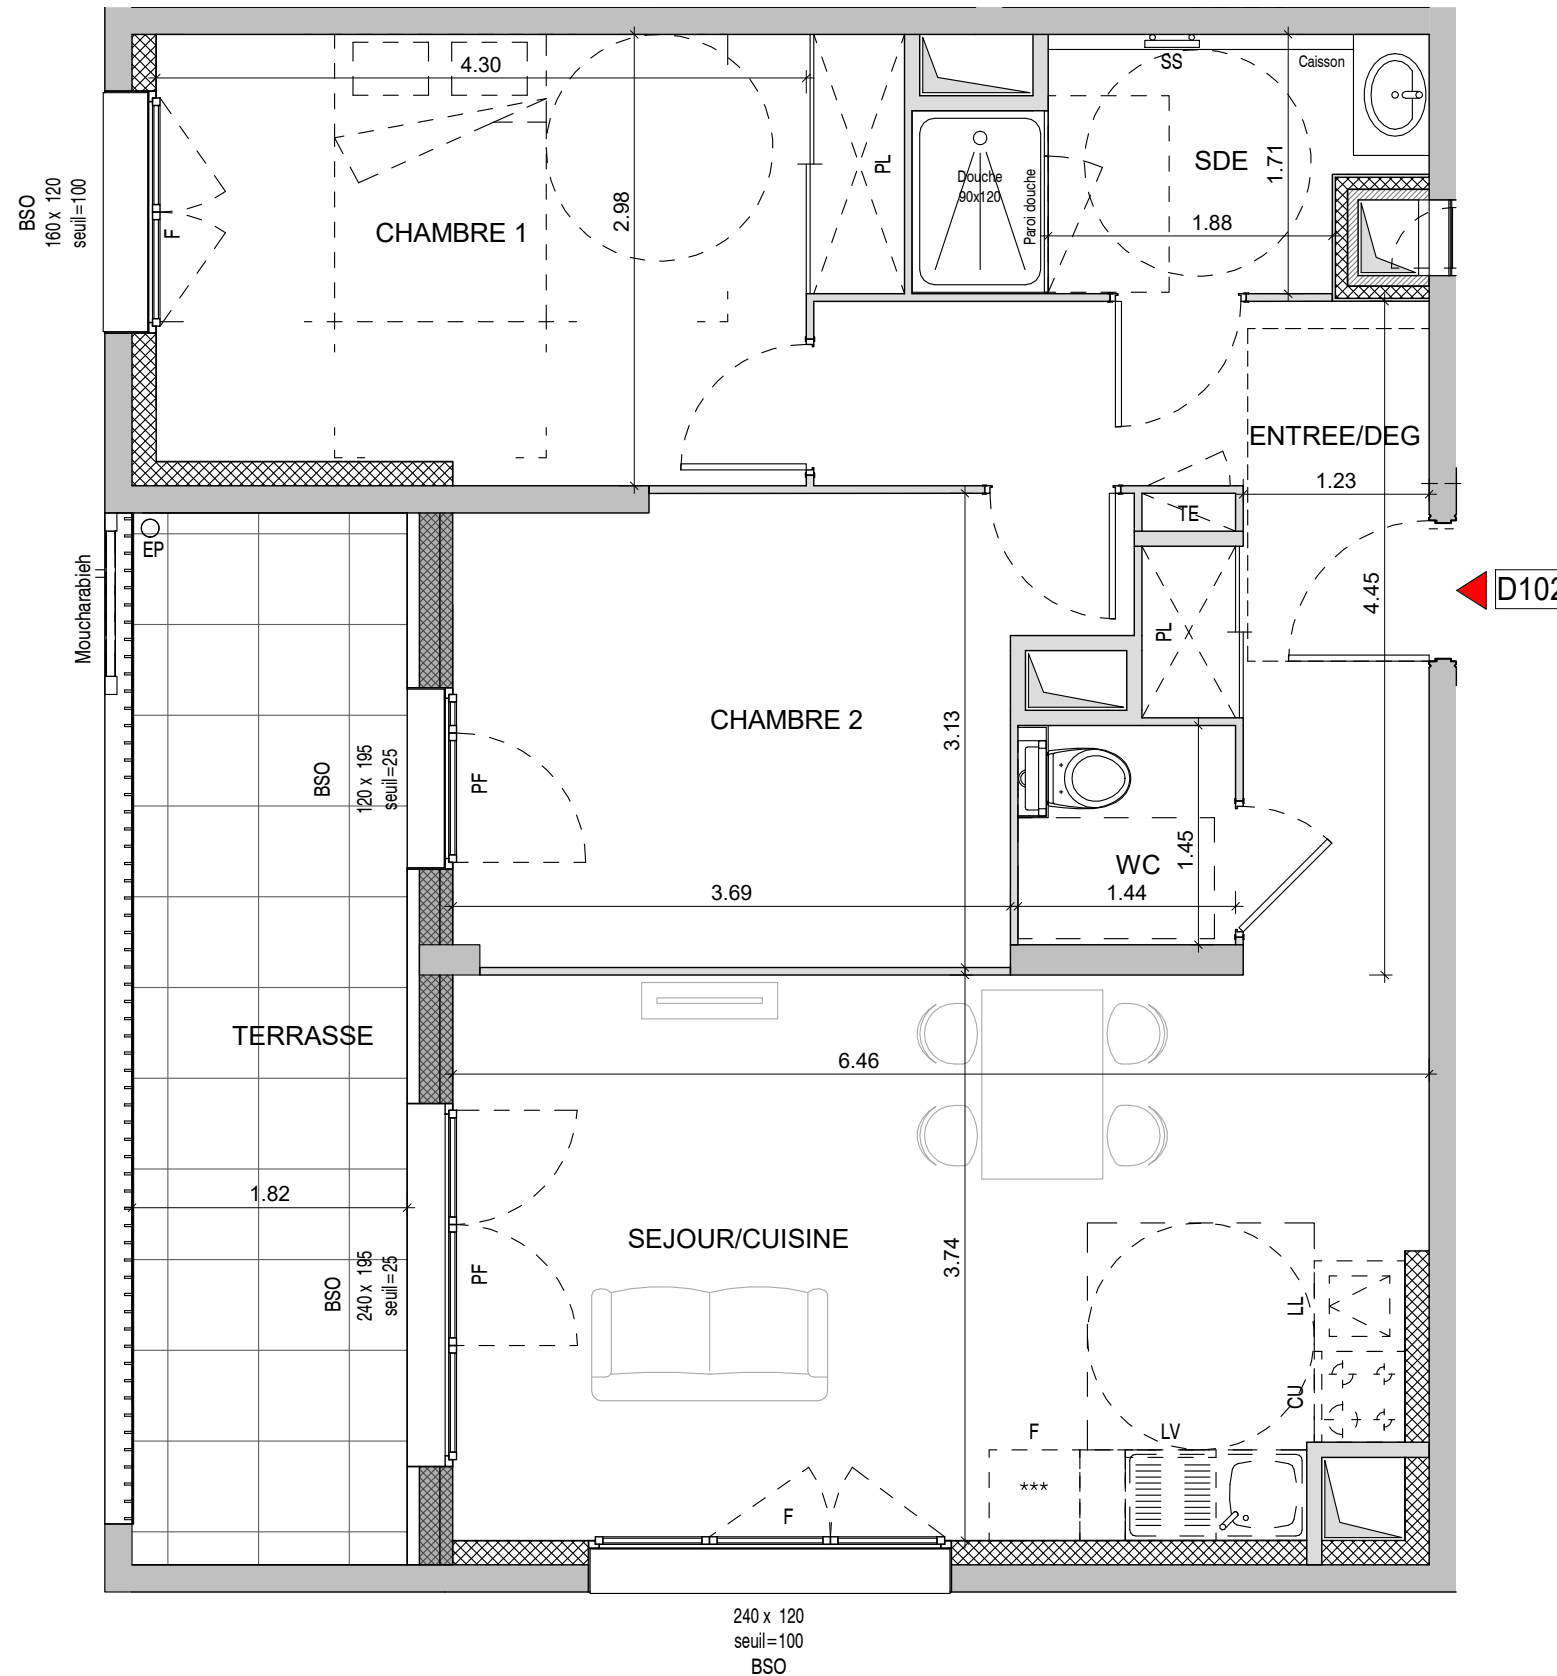 4.30
SS
Caisson
BSO
160 x 120
seuil=100
F
CHAMBRE 1
2.98
PL
Douche
90x120
Paroi douche
SDE
1.71
1.88
ENTREE/DEG
1.23
TE
EP
Moucharabieh
4.45
D102
PL
CHAMBRE 2
3.13
BSO
120 x 195
seuil=25
PF
WC
1.45
3.69
1.44
TERRASSE
6.46
1.82
SEJOUR/CUISINE
3.74
BSO
240 x 195
seuil=25
PF
LL
CU
F
LV
***
F
240 x 120
seuil=100
BSO